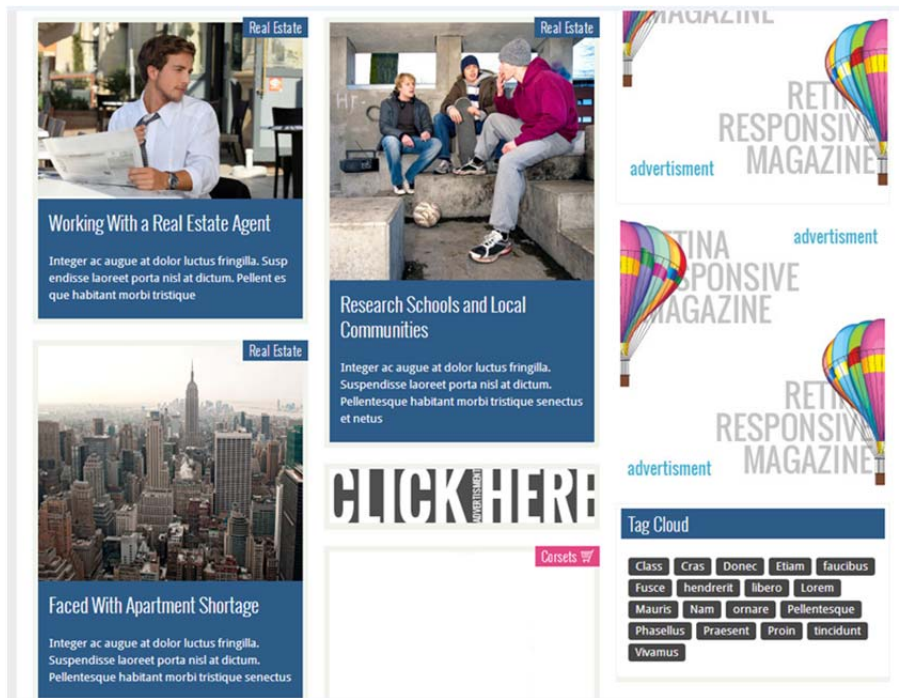 Real Estate
Working With a Real Estate Agent
Integer ac augue at dolor luctus fringilla. Susp
endisse laoreet porta nisl at dictum. Pellent es
que habitant morbi tristique
Real Estate
Faced With Apartment Shortage
Integer ac augue at dolor luctus fringilla.
Suspendisse laoreet porta nisl at dictum.
Pellentesque habitant morbi tristique senectus
Real Estate
Research Schools and Local
Communities
Integer ac augue at dolor luctus fringilla.
Suspendisse laoreet porta nisl at dictum.
Pellentesque habitant morbi tristique senectus
et netus
CLICK HERE
ADVERTISMENT
Corsets
MAGAZINE
RETIN
RESPONSIVE
MAGAZINE
advertisment
advertisment
TINA
SPONSIVE
MAGAZINE
RETIN
RESPONSIVE
MAGAZINE
advertisment
Tag Cloud
Class Cras Donec Etiam faucibus
Fusce hendrerit libero Lorem
Mauris Nam ornare Pellentesque
Phasellus Praesent Proin tincidunt
Vivamus